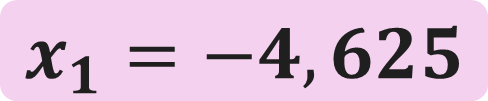 x₁ = −4,625